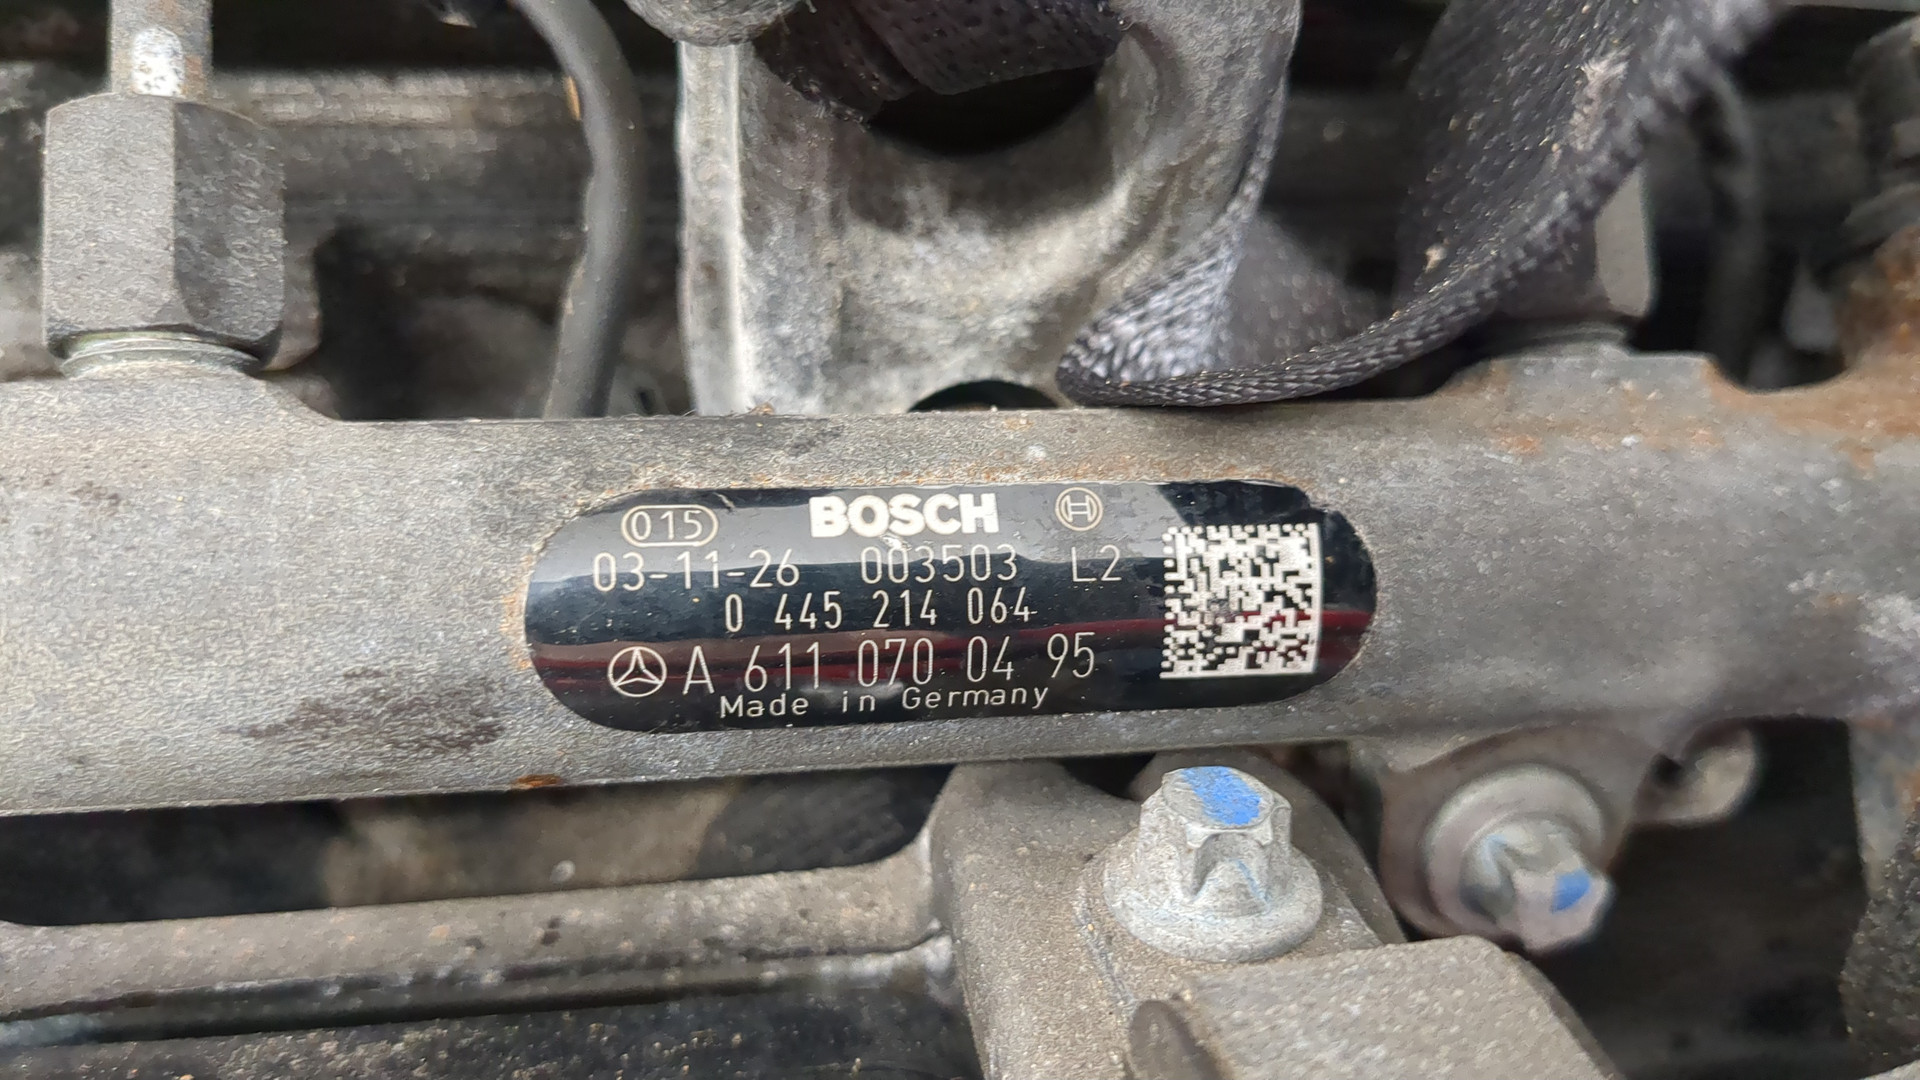 015 BOSCH
03-11-26 003503 L2
0 445 214 064
A 611 070 04 95
Made in Germany